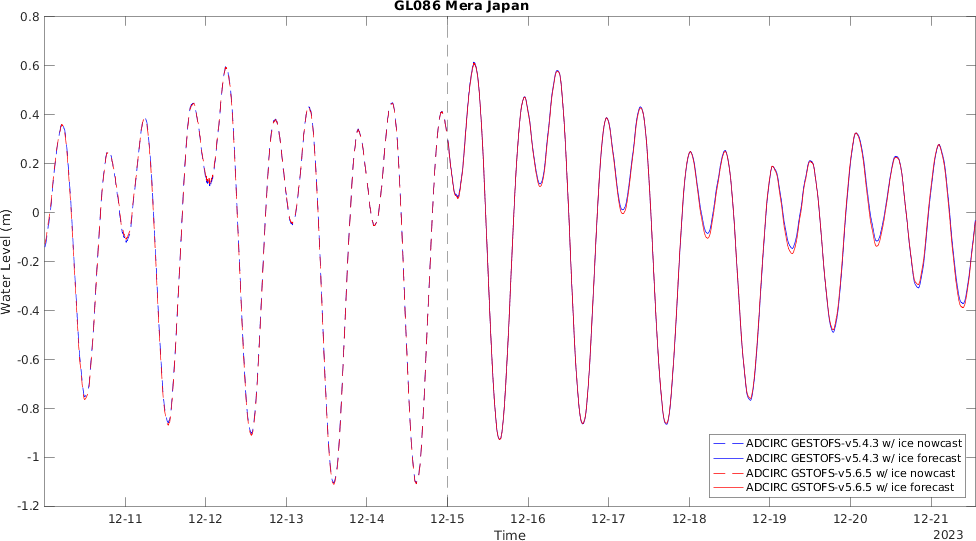 GL086 Mera Japan
0.8
0.6
0.4
0.2
0
-0.2
-0.4
-0.6
-0.8
-1
-1.2
Water Level (m)
ADCIRC GESTOFS-v5.4.3 w/ ice nowcast
ADCIRC GESTOFS-v5.4.3 w/ ice forecast
ADCIRC GSTOFS-v5.6.5 w/ ice nowcast
ADCIRC GSTOFS-v5.6.5 w/ ice forecast
12-11 12-12 12-13 12-14 12-15 12-16 12-17 12-18 12-19 12-20 12-21
Time
2023